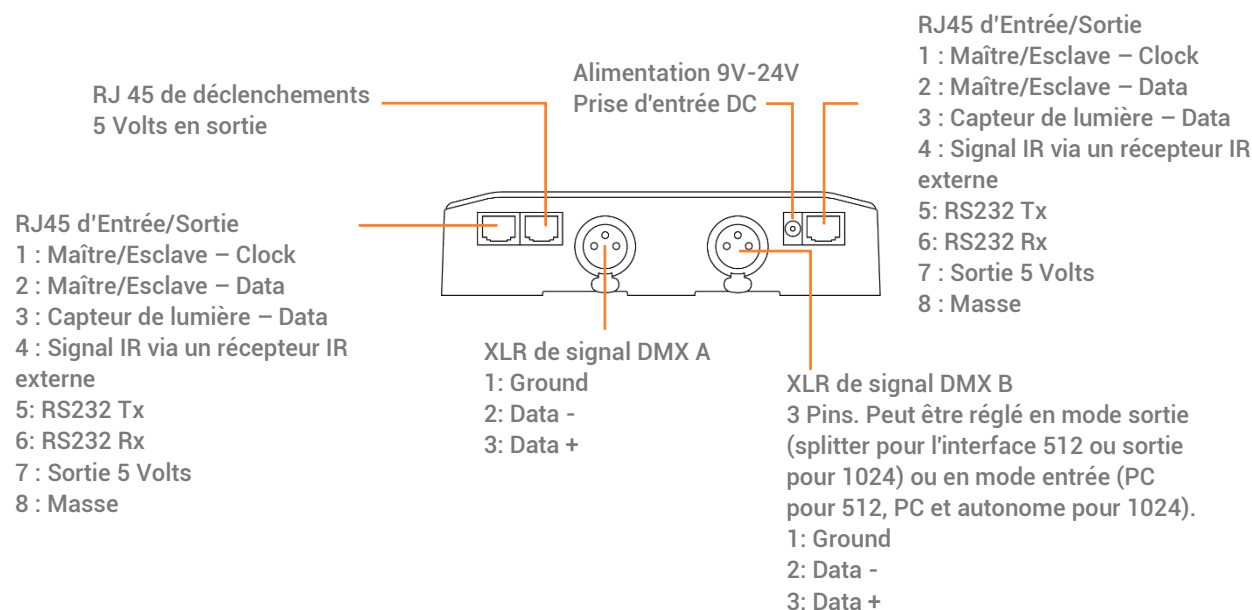 RJ 45 de déclenchements
5 Volts en sortie
Alimentation 9V-24V
Prise d'entrée DC
RJ45 d'Entrée/Sortie
1 : Maître/Esclave – Clock
2 : Maître/Esclave – Data
3 : Capteur de lumière – Data
4 : Signal IR via un récepteur IR
externe
5: RS232 Tx
6: RS232 Rx
7 : Sortie 5 Volts
8 : Masse
RJ45 d'Entrée/Sortie
1 : Maître/Esclave – Clock
2 : Maître/Esclave – Data
3 : Capteur de lumière – Data
4 : Signal IR via un récepteur IR
externe
5: RS232 Tx
6: RS232 Rx
7 : Sortie 5 Volts
8 : Masse
XLR de signal DMX A
1: Ground
2: Data -
3: Data +
XLR de signal DMX B
3 Pins. Peut être réglé en mode sortie
(splitter pour l'interface 512 ou sortie
pour 1024) ou en mode entrée (PC
pour 512, PC et autonome pour 1024).
1: Ground
2: Data -
3: Data +